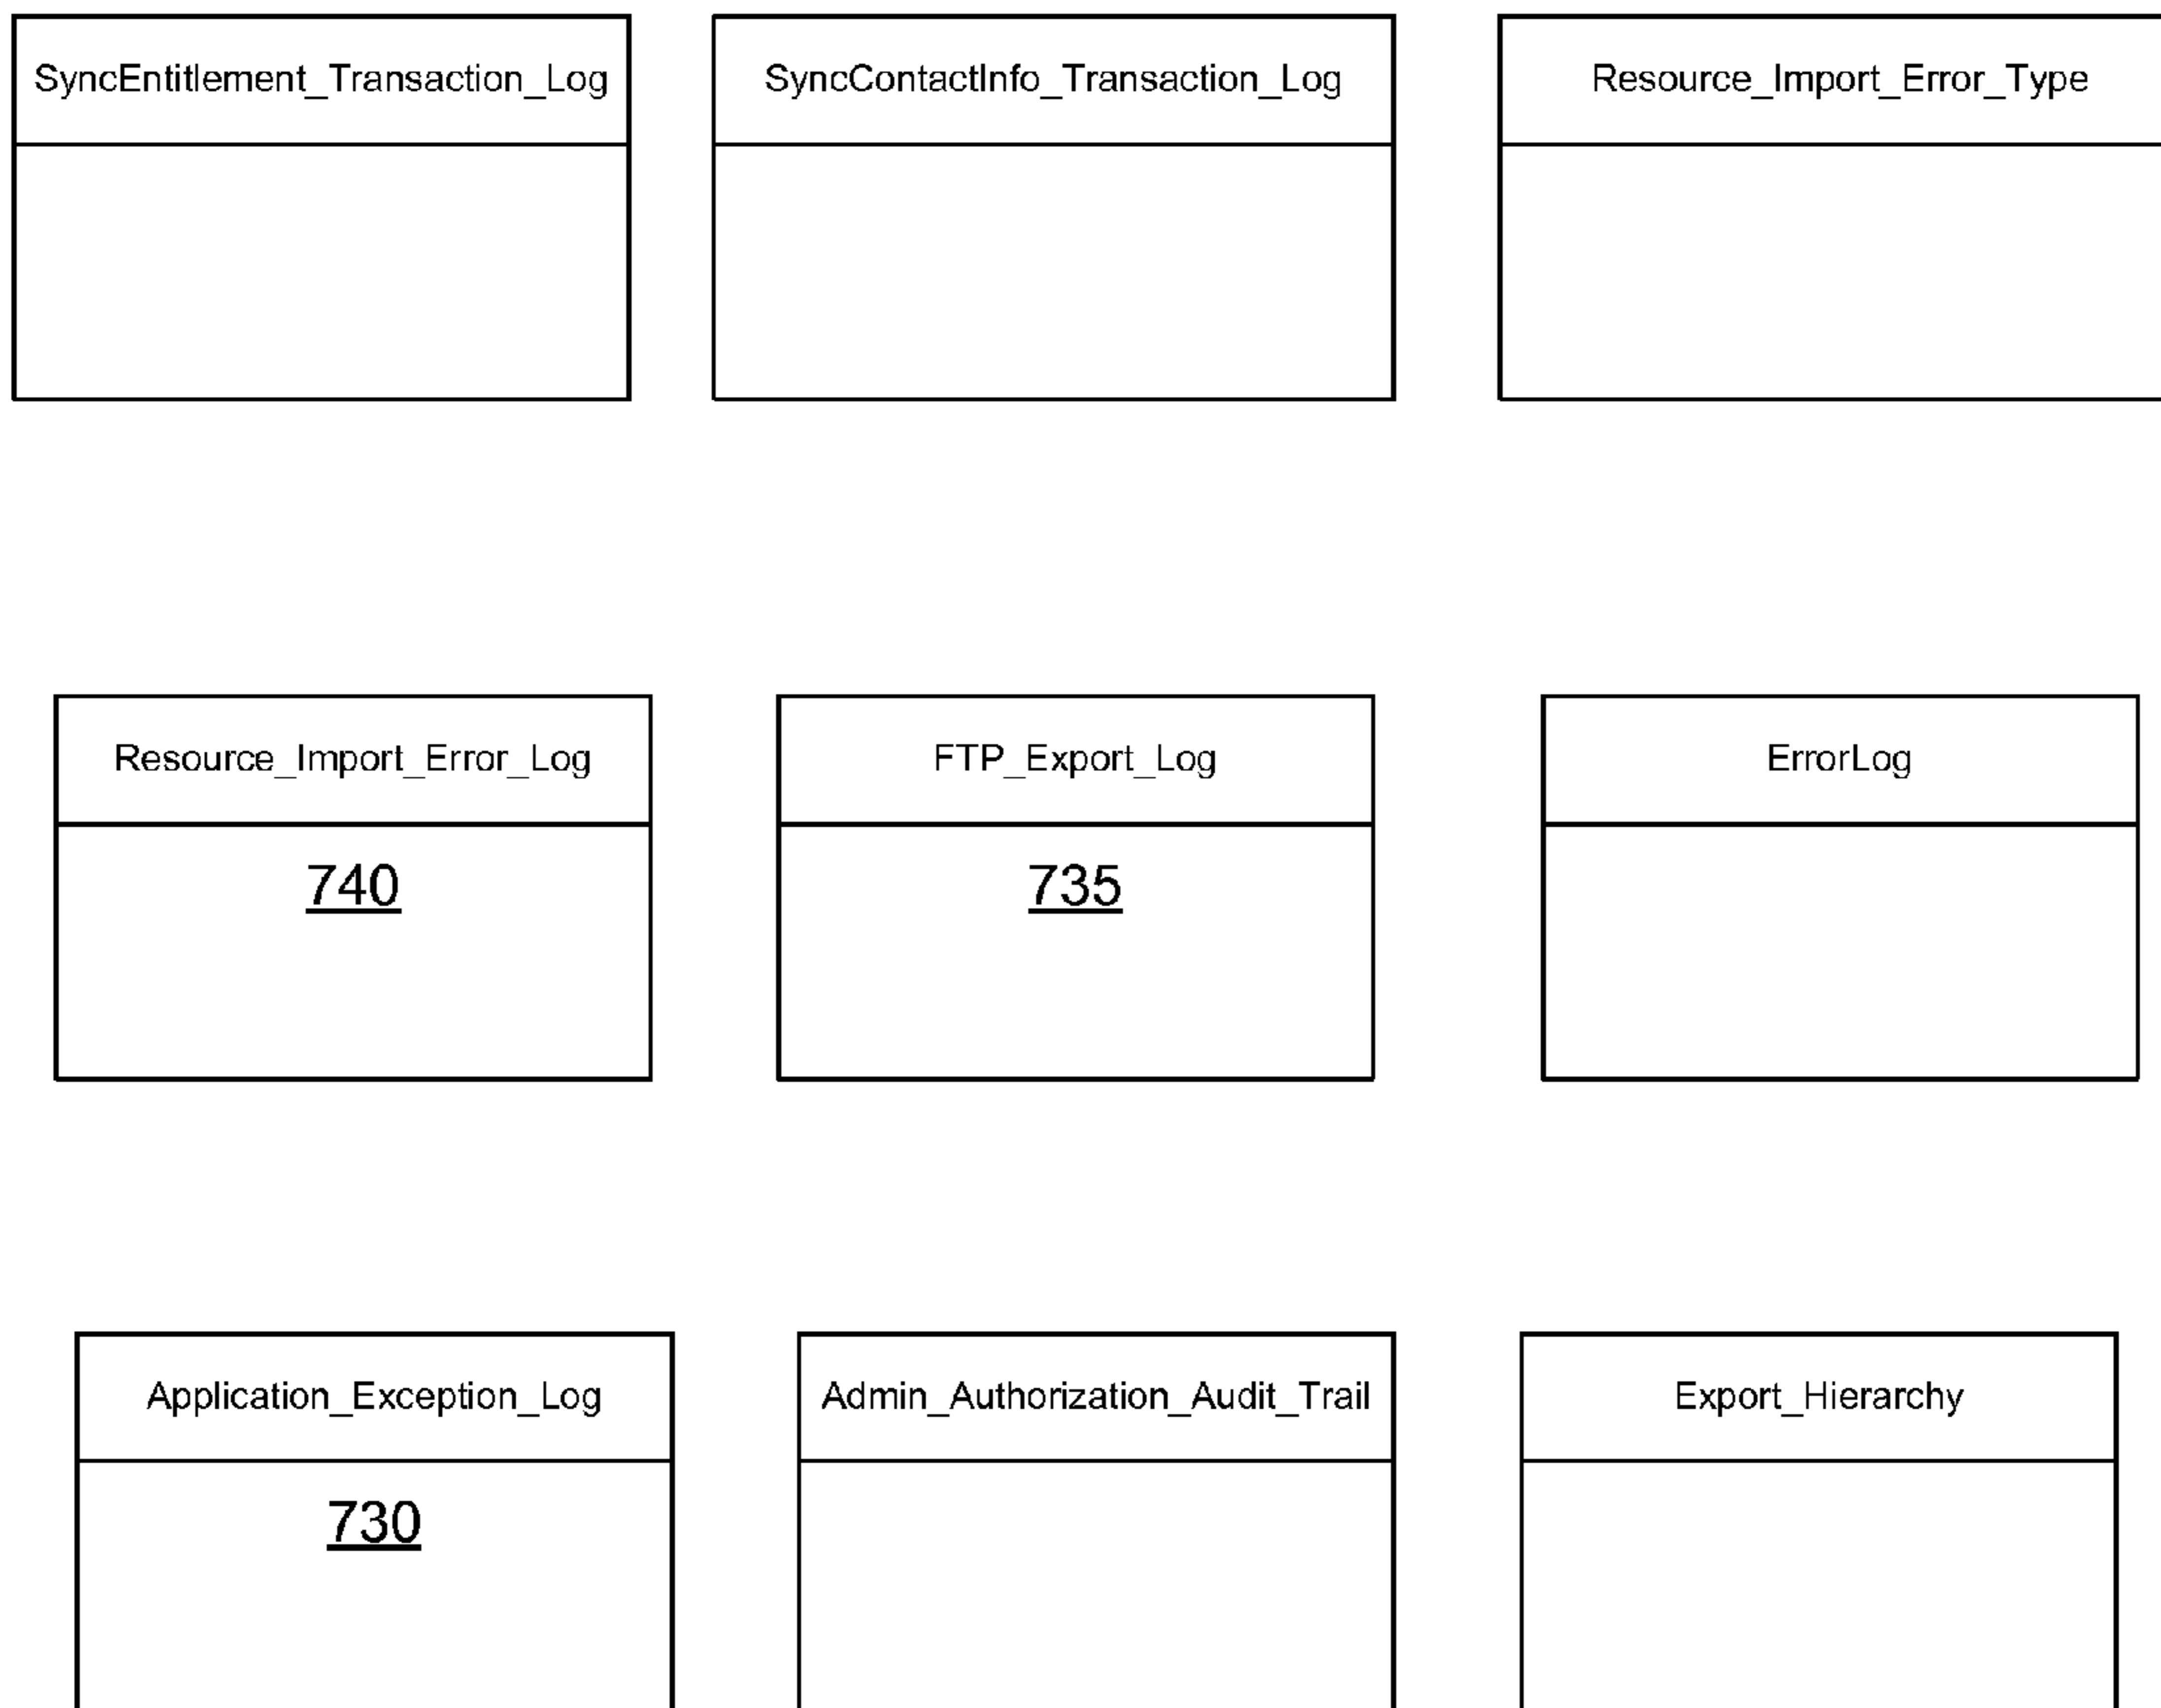 SyncEntitlement_Transaction_Log
SyncContactInfo_Transaction_Log
Resource_Import_Error_Type
Resource_Import_Error_Log
740
FTP_Export_Log
735
ErrorLog
Application_Exception_Log
730
Admin_Authorization_Audit_Trail
Export_Hierarchy